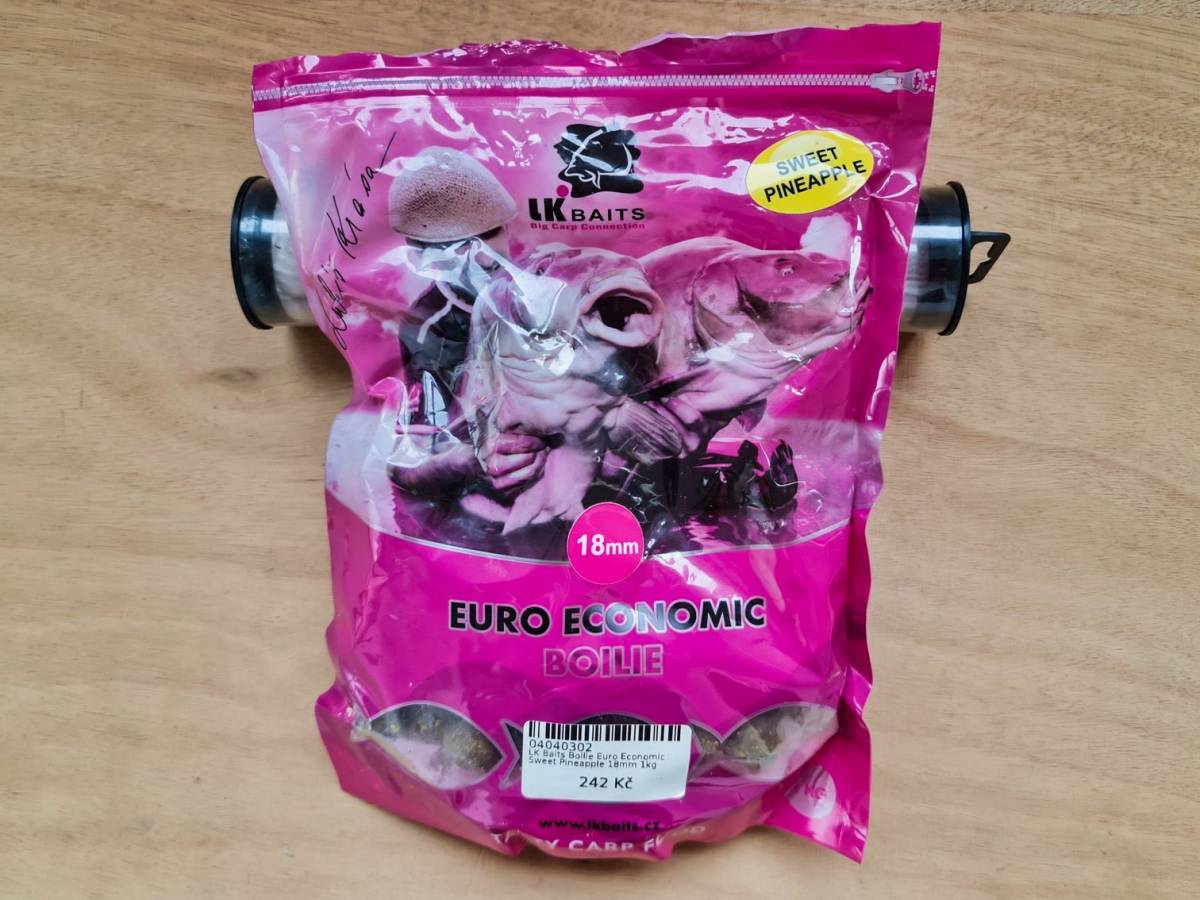 SWEET
PINEAPPLE
LK BAITS
Big Carp Connection
18mm
EURO ECONOMIC
BOILIE
04040302
LK Baits Boilie Euro Economic
Sweet Pineapple 18mm 1kg
242 Kč
www.lkbaits.cz
CARP